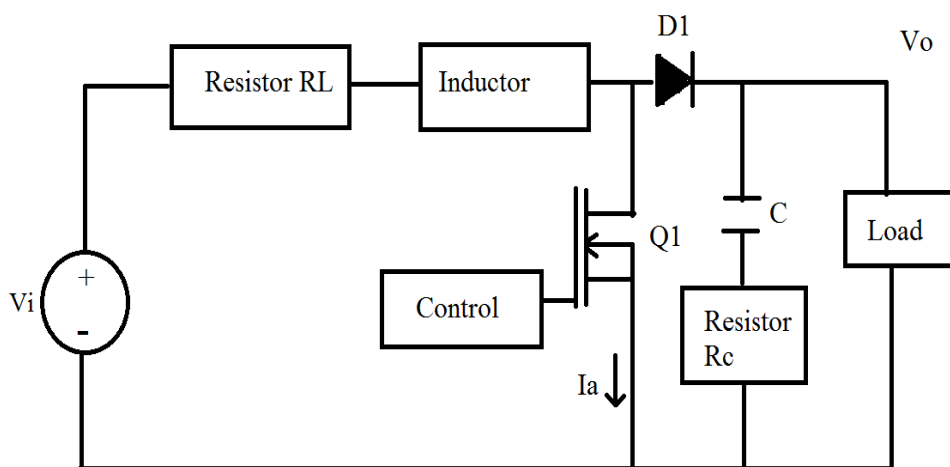 D1
Vo
Resistor RL
Inductor
C
Q1
Load
+
Vi
-
Control
Resistor
Rc
Ia